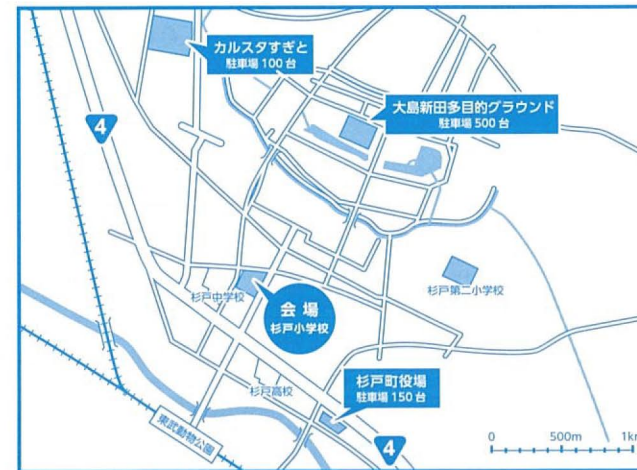 カルスタすぎと
駐車場 100 台
大島新田多目的グラウンド
駐車場 500 台
4
杉戸中学校
会場
杉戸小学校
杉戸第二小学校
杉戸高校
杉戸町役場
駐車場 150 台
東武動物公園
4
0 500m 1km